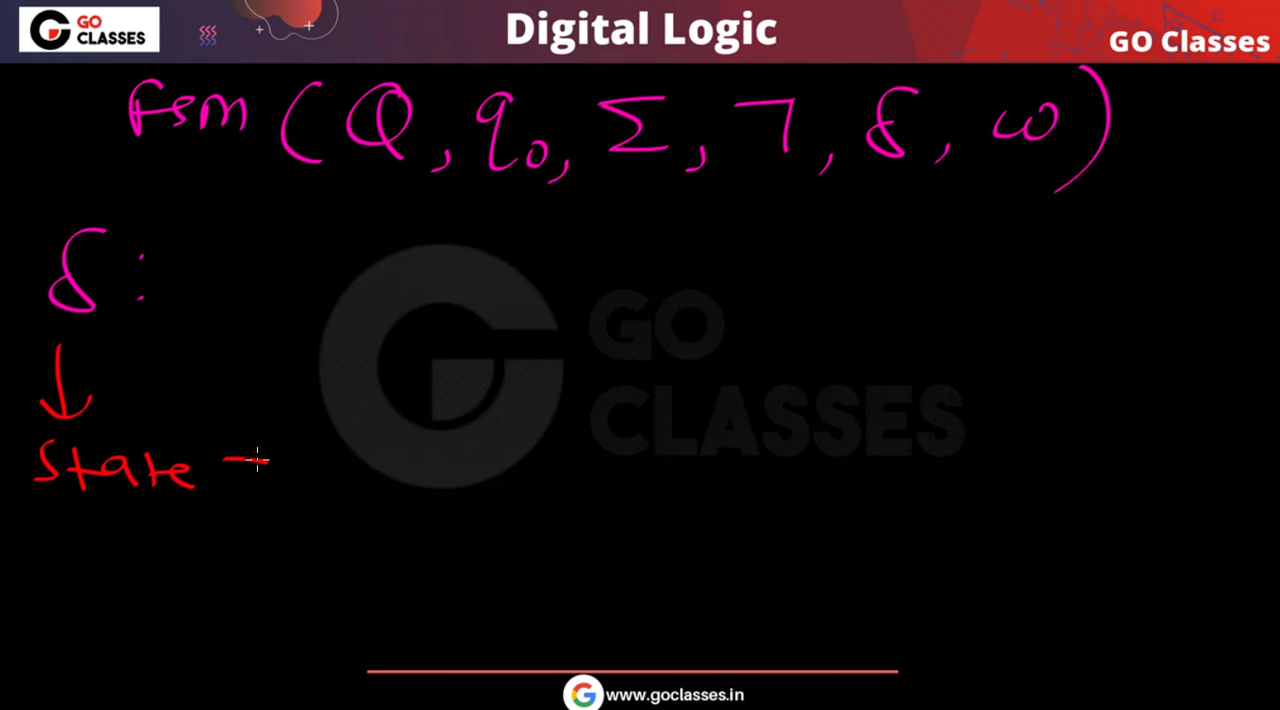 GO CLASSES
Digital Logic
GO Classes
FSM (Q, q₀, Σ, ㄱ, δ, ω)
δ :
↓
State —
GO CLASSES
www.goclasses.in